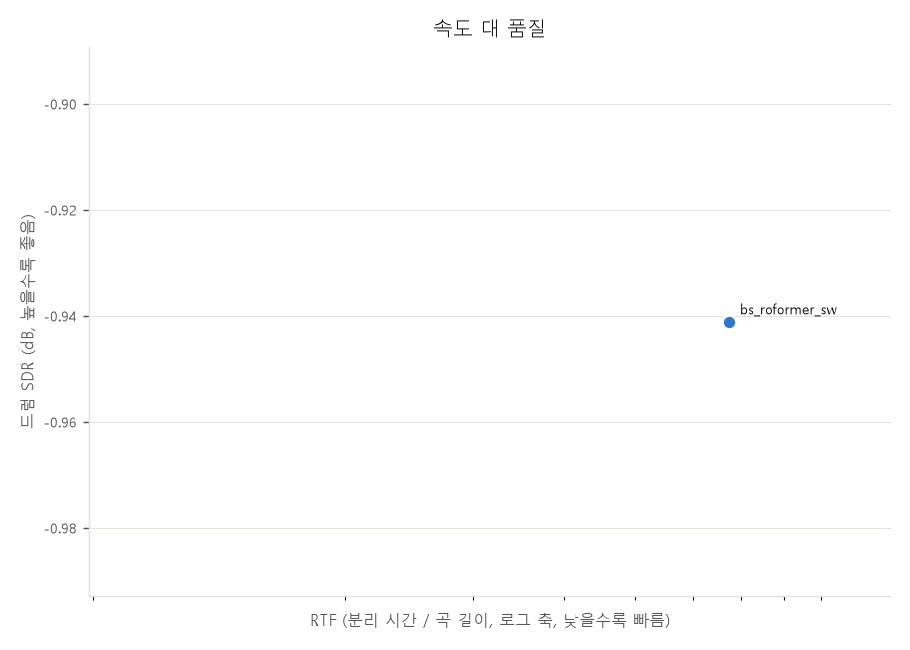 속도 대 품질
드럼 SDR (dB, 높을수록 좋음)
-0.90
-0.92
-0.94
-0.96
-0.98
bs_roformer_sw
RTF (분리 시간 / 곡 길이, 로그 축, 낮을수록 빠름)